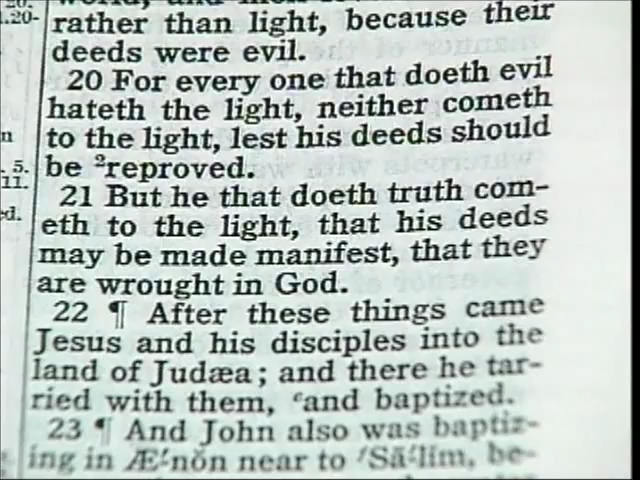 rather than light, because their
deeds were evil.
20 For every one that doeth evil
hateth the light, neither cometh
to the light, lest his deeds should
be ²reproved.
21 But he that doeth truth com-
eth to the light, that his deeds
may be made manifest, that they
are wrought in God.
22 ¶ After these things came
Jesus and his disciples into the
land of Judæa; and there he tar-
ried with them, ᵉand baptized.
23 ¶ And John also was baptiz-
ing in Æʹnŏn near to ᶠSāʹlĭm, be-